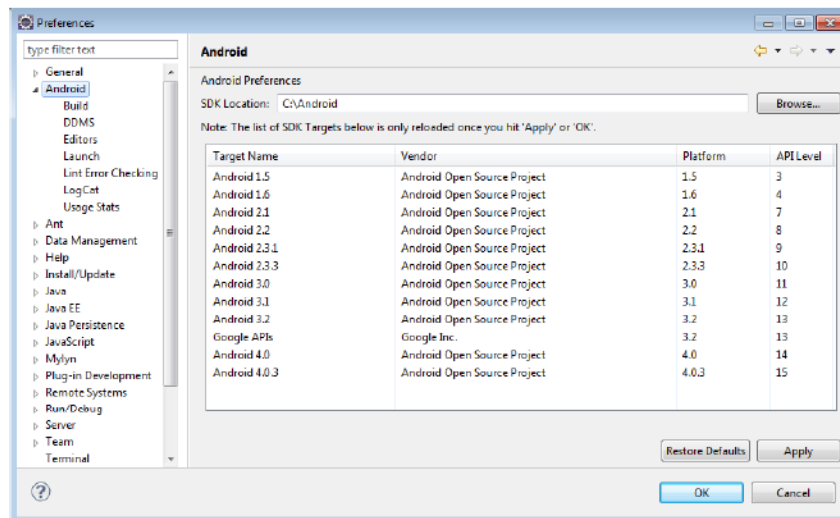 Preferences
type filter text
General
Android
Build
DDMS
Editors
Launch
Lint Error Checking
LogCat
Usage Stats
Ant
Data Management
Help
Install/Update
Java
Java EE
Java Persistence
JavaScript
Mylyn
Plug-in Development
Remote Systems
Run/Debug
Server
Team
Terminal
Android
Android Preferences
SDK Location: C:\Android Browse...
Note: The list of SDK Targets below is only reloaded once you hit 'Apply' or 'OK'.
Target Name Vendor Platform API Level
Android 1.5 Android Open Source Project 1.5 3
Android 1.6 Android Open Source Project 1.6 4
Android 2.1 Android Open Source Project 2.1 7
Android 2.2 Android Open Source Project 2.2 8
Android 2.3.1 Android Open Source Project 2.3.1 9
Android 2.3.3 Android Open Source Project 2.3.3 10
Android 3.0 Android Open Source Project 3.0 11
Android 3.1 Android Open Source Project 3.1 12
Android 3.2 Android Open Source Project 3.2 13
Google APIs Google Inc. 3.2 13
Android 4.0 Android Open Source Project 4.0 14
Android 4.0.3 Android Open Source Project 4.0.3 15
Restore Defaults Apply
? OK Cancel